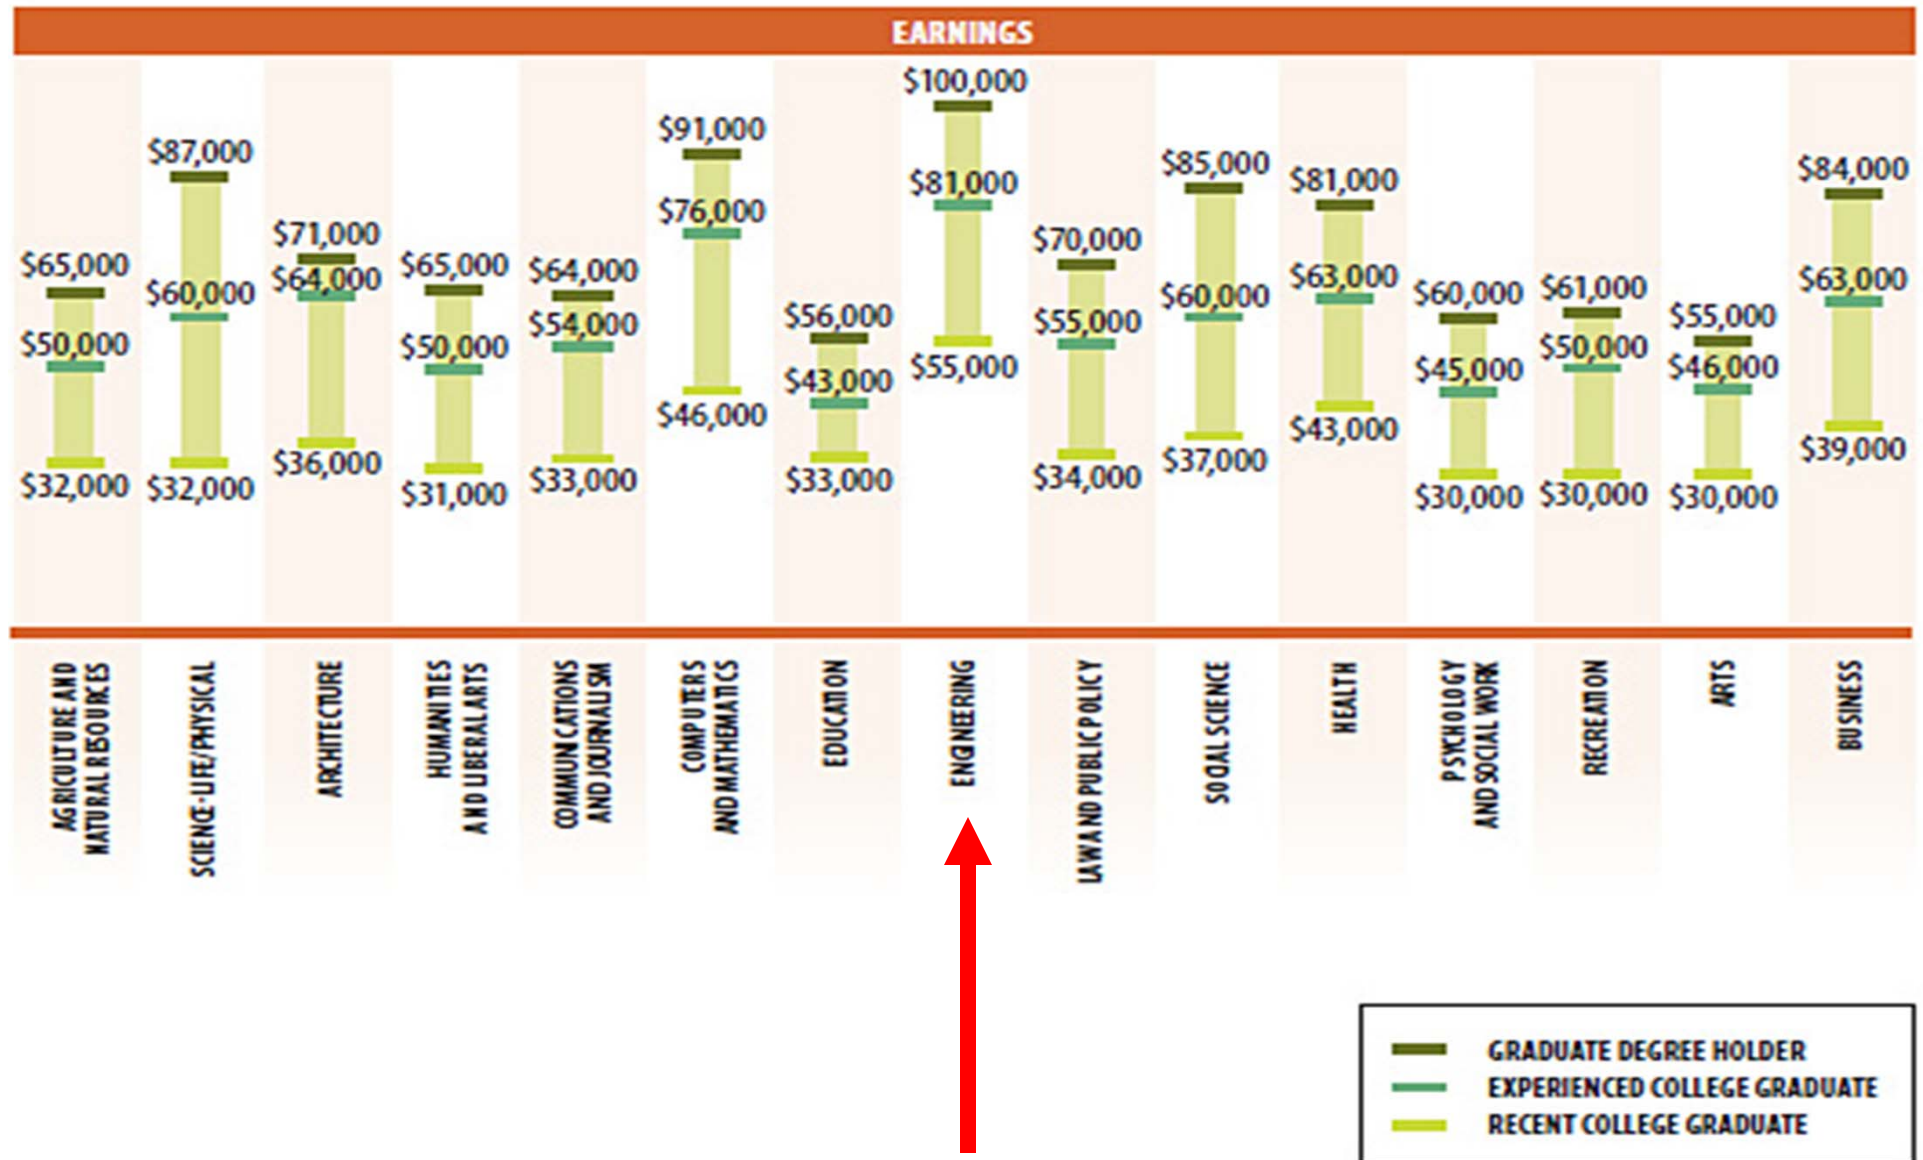 EARNINGS
$65,000
$50,000
$32,000
$87,000
$60,000
$32,000
$71,000
$64,000
$36,000
$65,000
$50,000
$31,000
$64,000
$54,000
$33,000
$91,000
$76,000
$46,000
$56,000
$43,000
$33,000
$100,000
$81,000
$55,000
$70,000
$55,000
$34,000
$85,000
$60,000
$37,000
$81,000
$63,000
$43,000
$60,000
$45,000
$30,000
$61,000
$50,000
$30,000
$55,000
$46,000
$30,000
$84,000
$63,000
$39,000
AGRICULTURE AND
NATURAL RESOURCES
SCIENCE-LIFE/PHYSICAL
ARCHITECTURE
HUMANITIES
AND LIBERAL ARTS
COMMUNICATIONS
AND JOURNALISM
COMPUTERS
AND MATHEMATICS
EDUCATION
ENGINEERING
LAW AND PUBLIC POLICY
SOCIAL SCIENCE
HEALTH
PSYCHOLOGY
AND SOCIAL WORK
RECREATION
ARTS
BUSINESS
GRADUATE DEGREE HOLDER
EXPERIENCED COLLEGE GRADUATE
RECENT COLLEGE GRADUATE